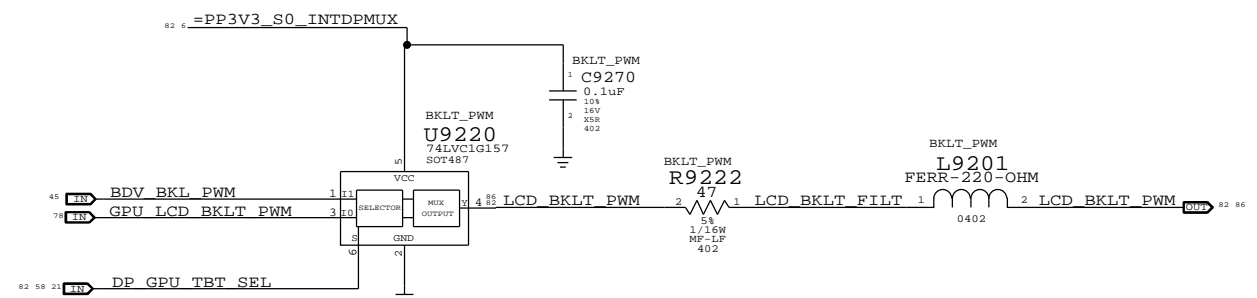 82 6 =PP3V3_S0_INTDPMUX
BKLT_PWM
1 C9270
0.1uF
10%
16V
2 X5R
402
BKLT_PWM
U9220
74LVC1G157
SOT487
5
VCC
45 IN BDV_BKL_PWM 1 I1
78 IN GPU_LCD_BKLT_PWM 3 I0
SELECTOR
MUX
OUTPUT
Y 4
S
GND
6
2
86
82 LCD_BKLT_PWM
BKLT_PWM
R9222
47
2 1
5%
1/16W
MF-LF
402
LCD_BKLT_FILT
BKLT_PWM
L9201
FERR-220-OHM
1 2
0402
LCD_BKLT_PWM OUT 82 86
82 58 21 IN DP_GPU_TBT_SEL